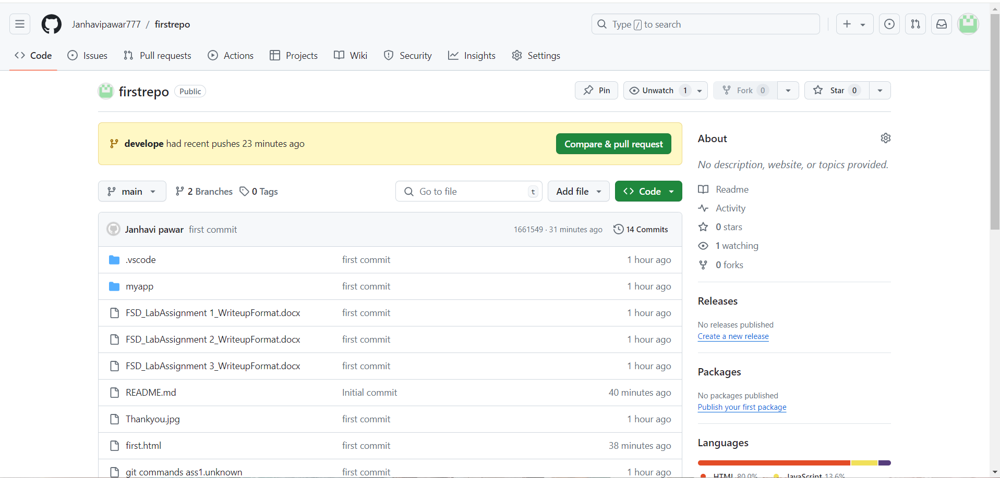 Janhavipawar777 / firstrepo
Type / to search
Code Issues Pull requests Actions Projects Wiki Security Insights Settings
firstrepo Public
Pin Unwatch 1 Fork 0 Star 0
develope had recent pushes 23 minutes ago
Compare & pull request
main 2 Branches 0 Tags
Go to file t
Add file
Code
Janhavi pawar first commit 1661549 · 31 minutes ago 14 Commits
.vscode first commit 1 hour ago
myapp first commit 1 hour ago
FSD_LabAssignment 1_WriteupFormat.docx first commit 1 hour ago
FSD_LabAssignment 2_WriteupFormat.docx first commit 1 hour ago
FSD_LabAssignment 3_WriteupFormat.docx first commit 1 hour ago
README.md Initial commit 40 minutes ago
Thankyou.jpg first commit 1 hour ago
first.html first commit 38 minutes ago
git commands ass1.unknown first commit 1 hour ago
About
No description, website, or topics provided.
Readme
Activity
0 stars
1 watching
0 forks
Releases
No releases published
Create a new release
Packages
No packages published
Publish your first package
Languages
HTML 80.0% JavaScript 13.6%